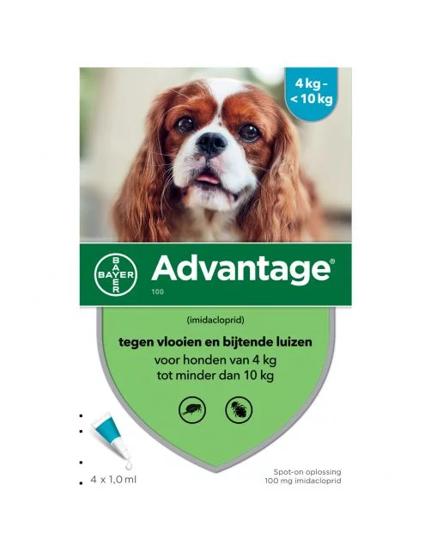 4 kg -
< 10 kg
BAYER
BAYER
Advantage®
100
(imidacloprid)
tegen vlooien en bijtende luizen
voor honden van 4 kg
tot minder dan 10 kg
4 x 1,0 ml
Spot-on oplossing
100 mg imidacloprid